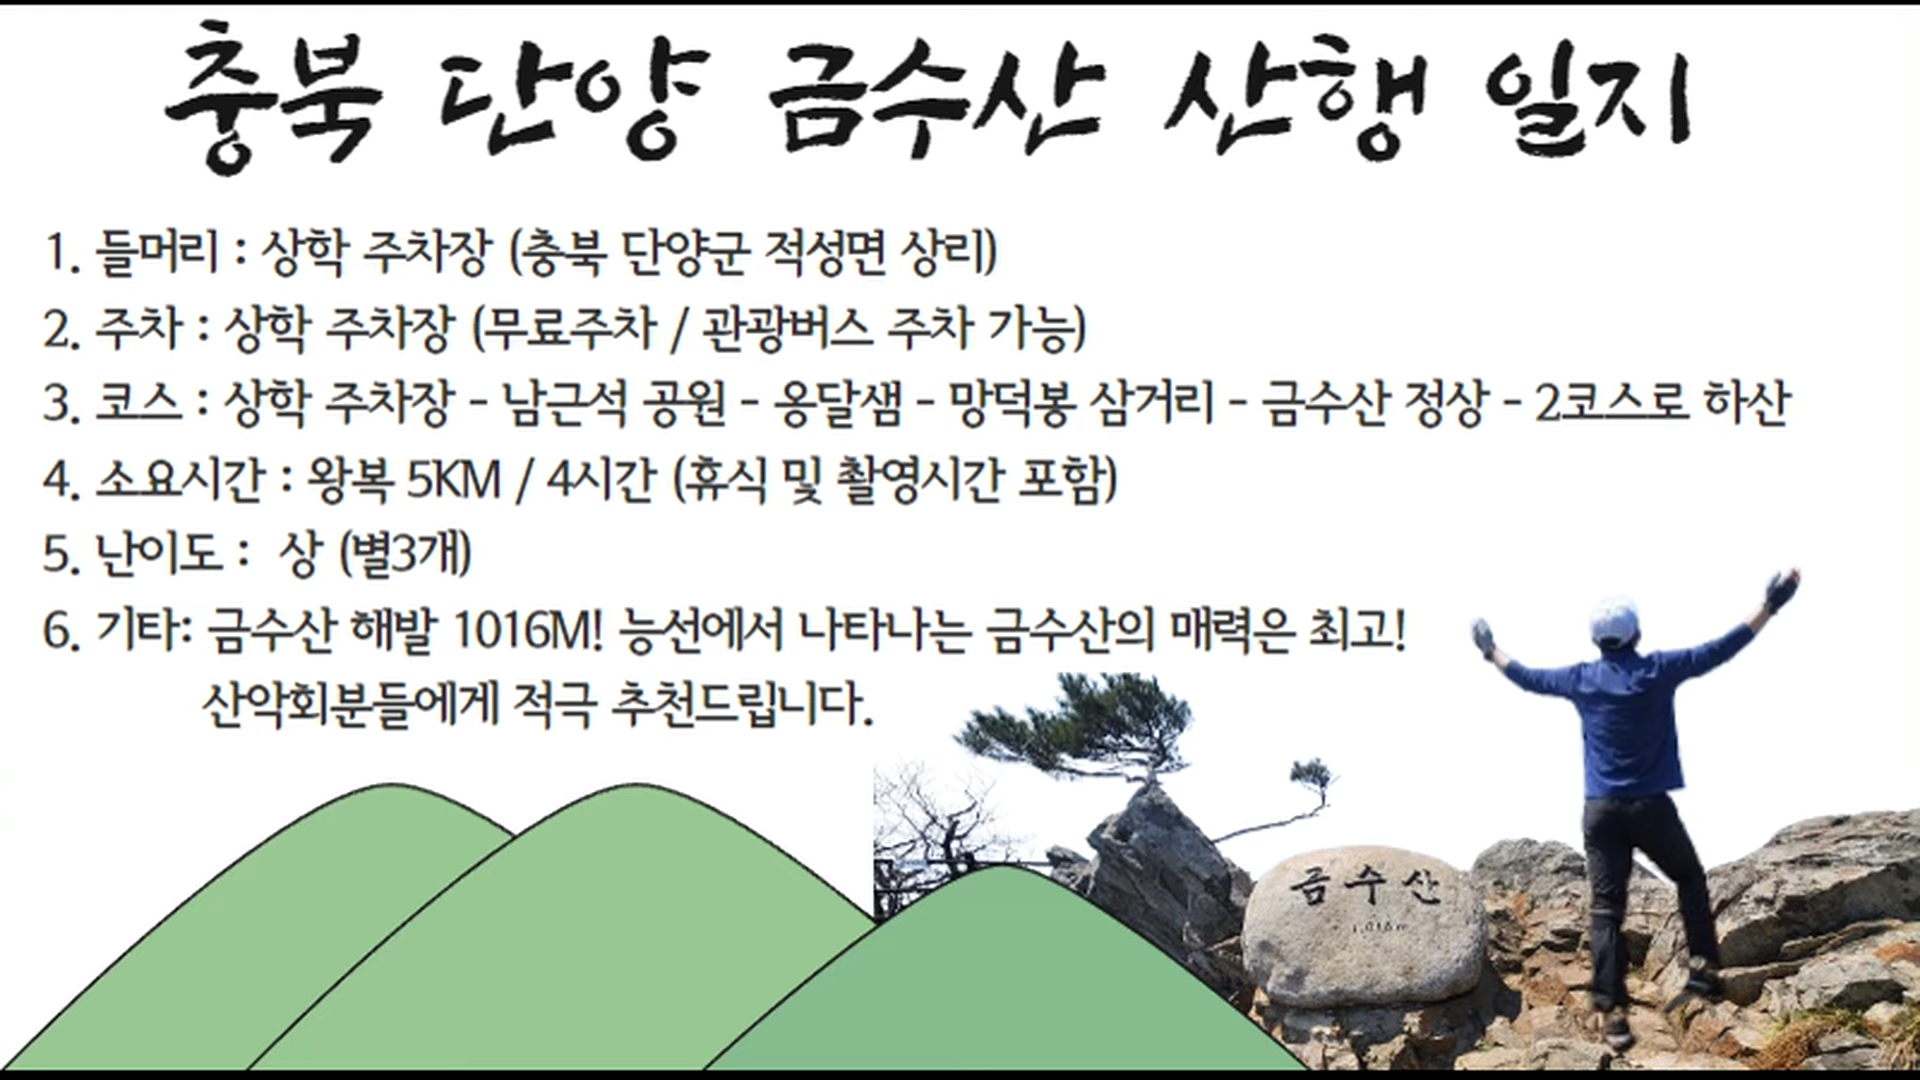 충북 단양 금수산 산행 일지
1. 들머리 : 상학 주차장 (충북 단양군 적성면 상리)
2. 주차 : 상학 주차장 (무료주차 / 관광버스 주차 가능)
3. 코스 : 상학 주차장 - 남근석 공원 - 옹달샘 - 망덕봉 삼거리 - 금수산 정상 - 2코스로 하산
4. 소요시간 : 왕복 5KM / 4시간 (휴식 및 촬영시간 포함)
5. 난이도 : 상 (별3개)
6. 기타: 금수산 해발 1016M! 능선에서 나타나는 금수산의 매력은 최고!
산악회분들에게 적극 추천드립니다.
금수산